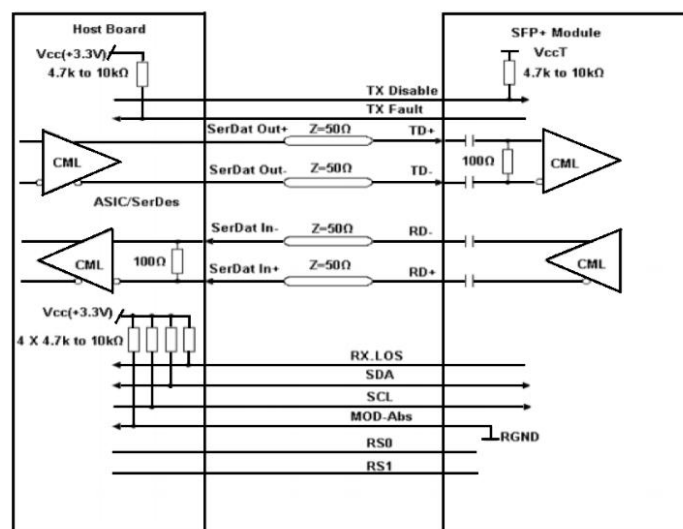 Host Board
SFP+ Module
Vcc(+3.3V)
VccT
4.7k to 10kΩ
4.7k to 10kΩ
TX Disable
TX Fault
SerDat Out+
Z=50Ω
TD+
CML
100Ω
CML
SerDat Out-
Z=50Ω
TD-
ASIC/SerDes
SerDat In-
Z=50Ω
RD-
CML
100Ω
CML
SerDat In+
Z=50Ω
RD+
Vcc(+3.3V)
4 X 4.7k to 10kΩ
RX.LOS
SDA
SCL
MOD-Abs
RGND
RS0
RS1